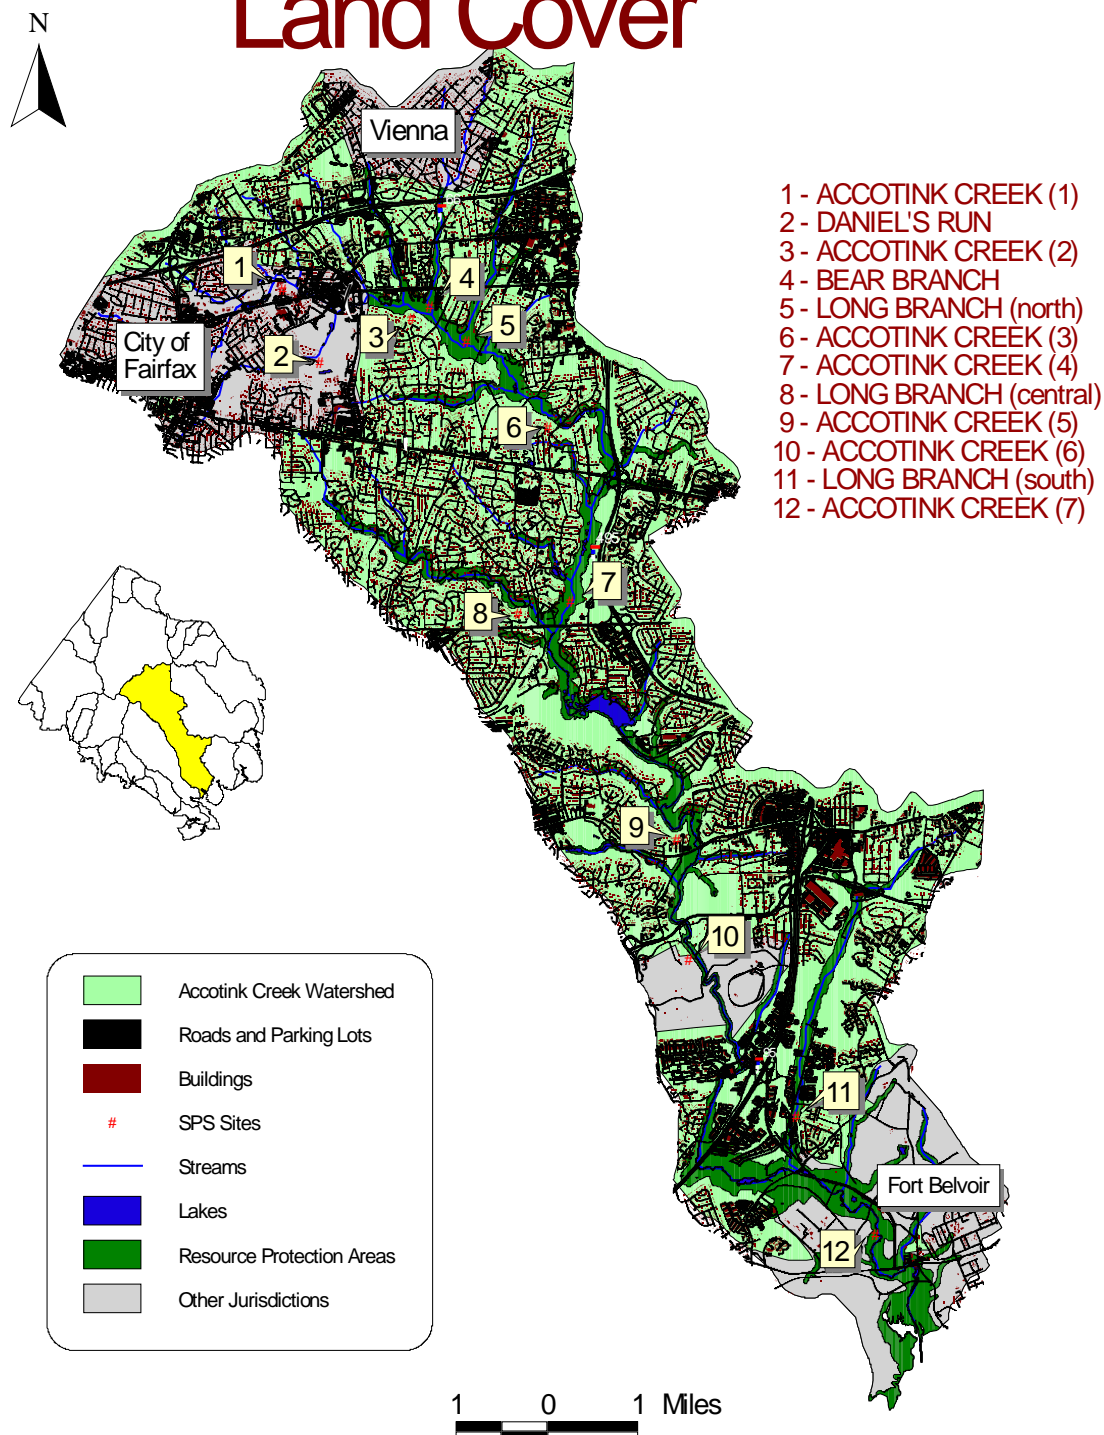 Land Cover
N
Vienna
1 - ACCOTINK CREEK (1)
2 - DANIEL'S RUN
3 - ACCOTINK CREEK (2)
4 - BEAR BRANCH
5 - LONG BRANCH (north)
6 - ACCOTINK CREEK (3)
7 - ACCOTINK CREEK (4)
8 - LONG BRANCH (central)
9 - ACCOTINK CREEK (5)
10 - ACCOTINK CREEK (6)
11 - LONG BRANCH (south)
12 - ACCOTINK CREEK (7)
1
4
3
5
City of
Fairfax
2
6
7
8
9
10
11
Fort Belvoir
12
Accotink Creek Watershed
Roads and Parking Lots
Buildings
# SPS Sites
Streams
Lakes
Resource Protection Areas
Other Jurisdictions
1 0 1 Miles